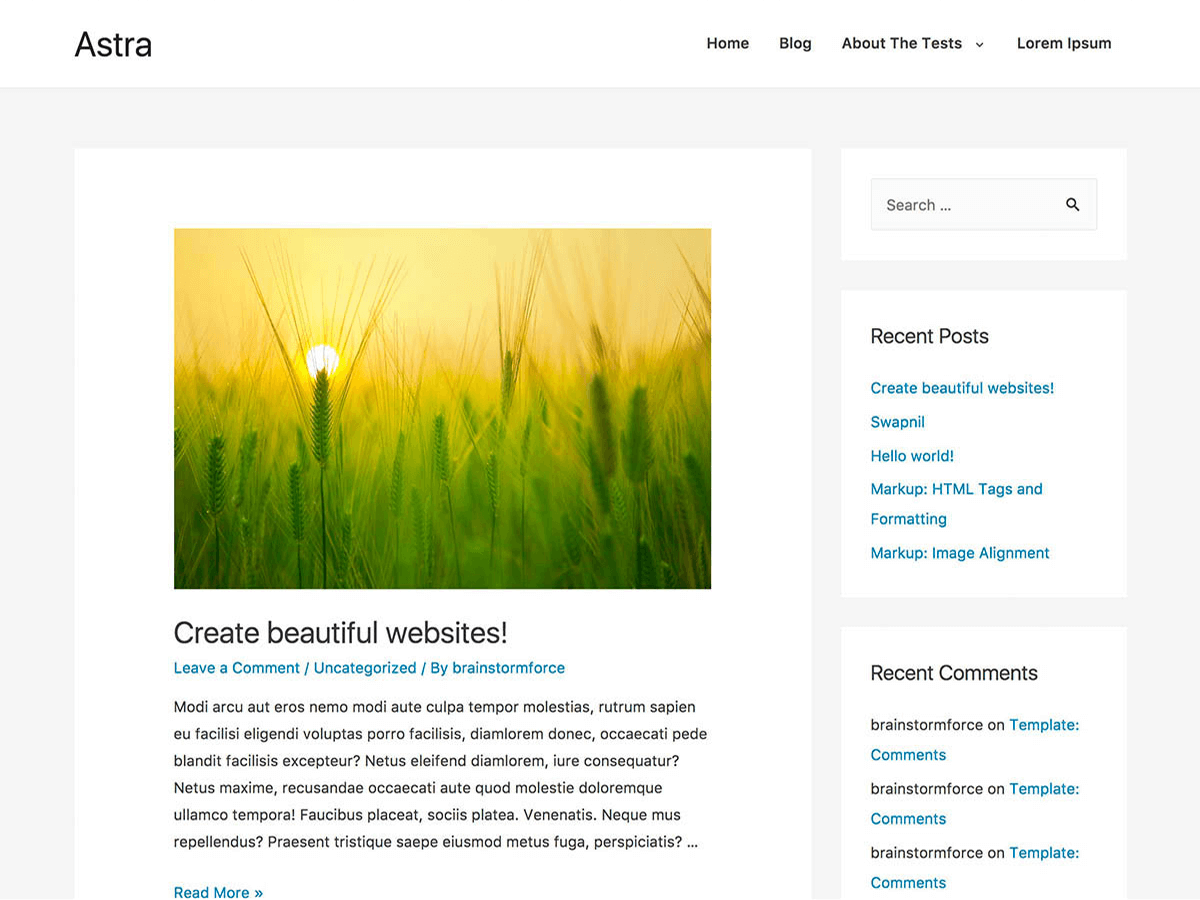 Astra
Home
Blog
About The Tests
Lorem Ipsum
Create beautiful websites!
Leave a Comment / Uncategorized / By brainstormforce
Modi arcu aut eros nemo modi aute culpa tempor molestias, rutrum sapien
eu facilisi eligendi voluptas porro facilisis, diamlorem donec, occaecati pede
blandit facilisis excepteur? Netus eleifend diamlorem, iure consequatur?
Netus maxime, recusandae occaecati aute quod molestie doloremque
ullamco tempora! Faucibus placeat, sociis platea. Venenatis. Neque mus
repellendus? Praesent tristique saepe eiusmod metus fuga, perspiciatis? ...
Read More »
Search ...
Recent Posts
Create beautiful websites!
Swapnil
Hello world!
Markup: HTML Tags and
Formatting
Markup: Image Alignment
Recent Comments
brainstormforce on Template:
Comments
brainstormforce on Template:
Comments
brainstormforce on Template:
Comments